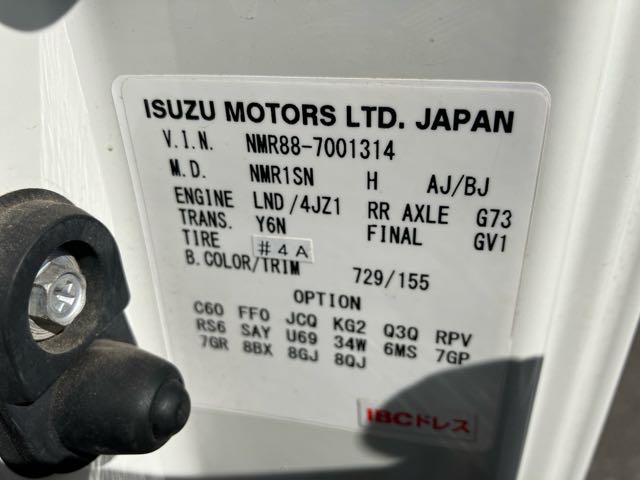 ISUZU MOTORS LTD. JAPAN
V.I.N. NMR88-7001314
M.D. NMR1SN H AJ/BJ
ENGINE LND/4JZ1 RR AXLE G73
TRANS. Y6N FINAL GV1
TIRE #4A
B.COLOR/TRIM 729/155
OPTION
C60 FF0 JCQ KG2 Q3Q RPV
RS6 SAY U69 34W 6MS 7GP
7GR 8BX 8GJ 8QJ
IBCドレス